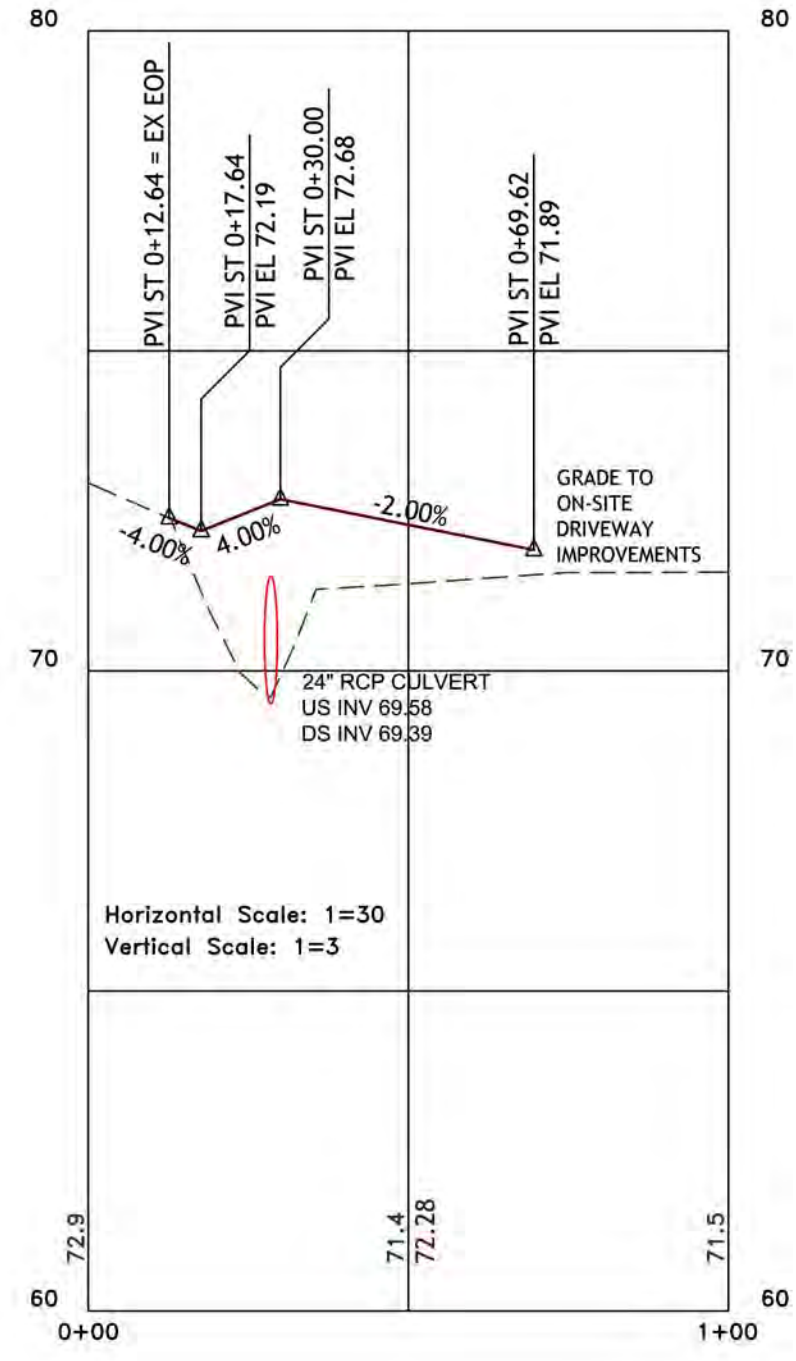 80
80
PVI ST 0+12.64 = EX EOP
PVI ST 0+17.64
PVI EL 72.19
PVI ST 0+30.00
PVI EL 72.68
PVI ST 0+69.62
PVI EL 71.89
-4.00%
4.00%
-2.00%
GRADE TO
ON-SITE
DRIVEWAY
IMPROVEMENTS
70
70
24" RCP CULVERT
US INV 69.58
DS INV 69.39
Horizontal Scale: 1=30
Vertical Scale: 1=3
72.9
71.4
72.28
71.5
60
60
0+00
1+00